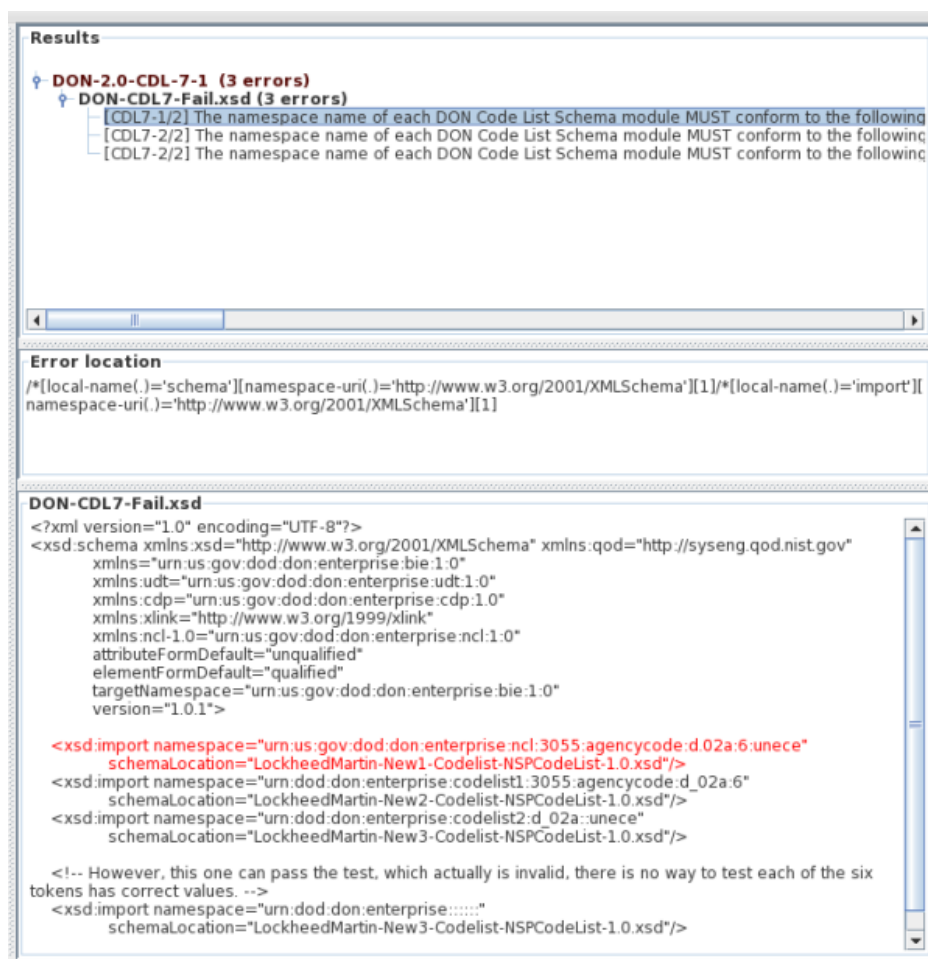 Results
DON-2.0-CDL-7-1 (3 errors)
DON-CDL7-Fail.xsd (3 errors)
[CDL7-1/2] The namespace name of each DON Code List Schema module MUST conform to the following
[CDL7-2/2] The namespace name of each DON Code List Schema module MUST conform to the following
[CDL7-2/2] The namespace name of each DON Code List Schema module MUST conform to the following
Error location
/*[local-name(.)='schema'][namespace-uri(.)='http://www.w3.org/2001/XMLSchema'][1]/*[local-name(.)='import'][
namespace-uri(.)='http://www.w3.org/2001/XMLSchema'][1]
DON-CDL7-Fail.xsd
<?xml version="1.0" encoding="UTF-8"?>
<xsd:schema xmlns:xsd="http://www.w3.org/2001/XMLSchema" xmlns:qod="http://syseng.qod.nist.gov"
xmlns="urn:us:gov:dod:don:enterprise:bie:1:0"
xmlns:udt="urn:us:gov:dod:don:enterprise:udt:1:0"
xmlns:cdp="urn:us:gov:dod:don:enterprise:cdp:1.0"
xmlns:xlink="http://www.w3.org/1999/xlink"
xmlns:ncl-1.0="urn:us:gov:dod:don:enterprise:ncl:1:0"
attributeFormDefault="unqualified"
elementFormDefault="qualified"
targetNamespace="urn:us:gov:dod:don:enterprise:bie:1:0"
version="1.0.1">
<xsd:import namespace="urn:us:gov:dod:don:enterprise:ncl:3055:agencycode:d.02a:6:unece"
schemaLocation="LockheedMartin-New1-Codelist-NSPCodeList-1.0.xsd"/>
<xsd:import namespace="urn:dod:don:enterprise:codelist1:3055:agencycode:d_02a:6"
schemaLocation="LockheedMartin-New2-Codelist-NSPCodeList-1.0.xsd"/>
<xsd:import namespace="urn:dod:don:enterprise:codelist2:d_02a::unece"
schemaLocation="LockheedMartin-New3-Codelist-NSPCodeList-1.0.xsd"/>
<!-- However, this one can pass the test, which actually is invalid, there is no way to test each of the six
tokens has correct values. -->
<xsd:import namespace="urn:dod:don:enterprise::::::"
schemaLocation="LockheedMartin-New3-Codelist-NSPCodeList-1.0.xsd"/>